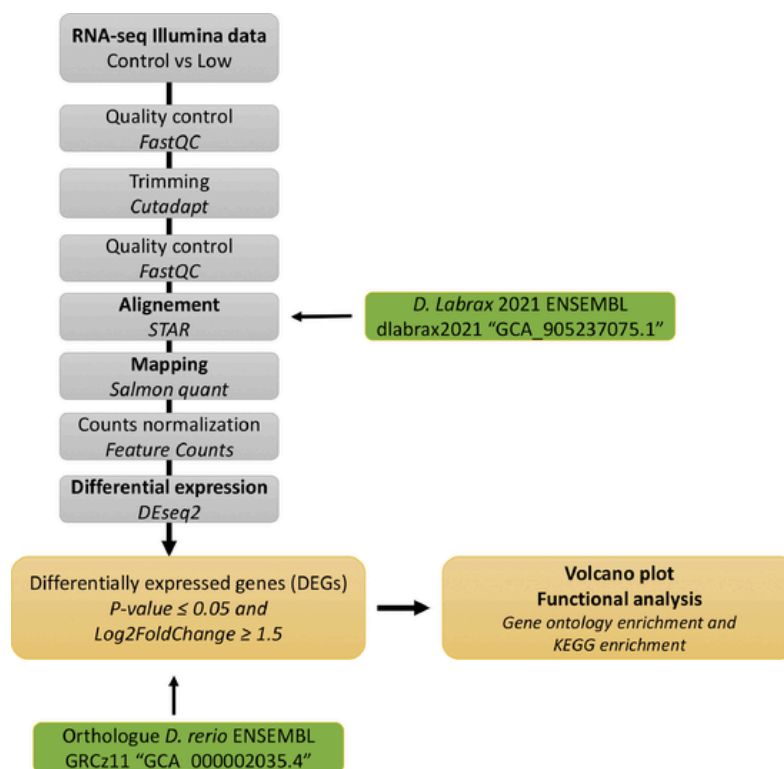 RNA-seq Illumina data
Control vs Low
Quality control
FastQC
Trimming
Cutadapt
Quality control
FastQC
Alignement
STAR
D. Labrax 2021 ENSEMBL
dlabrax2021 “GCA_905237075.1”
Mapping
Salmon quant
Counts normalization
Feature Counts
Differential expression
DEseq2
Differentially expressed genes (DEGs)
P-value ≤ 0.05 and
Log2FoldChange ≥ 1.5
Volcano plot
Functional analysis
Gene ontology enrichment and
KEGG enrichment
Orthologue D. rerio ENSEMBL
GRCz11 “GCA_000002035.4”